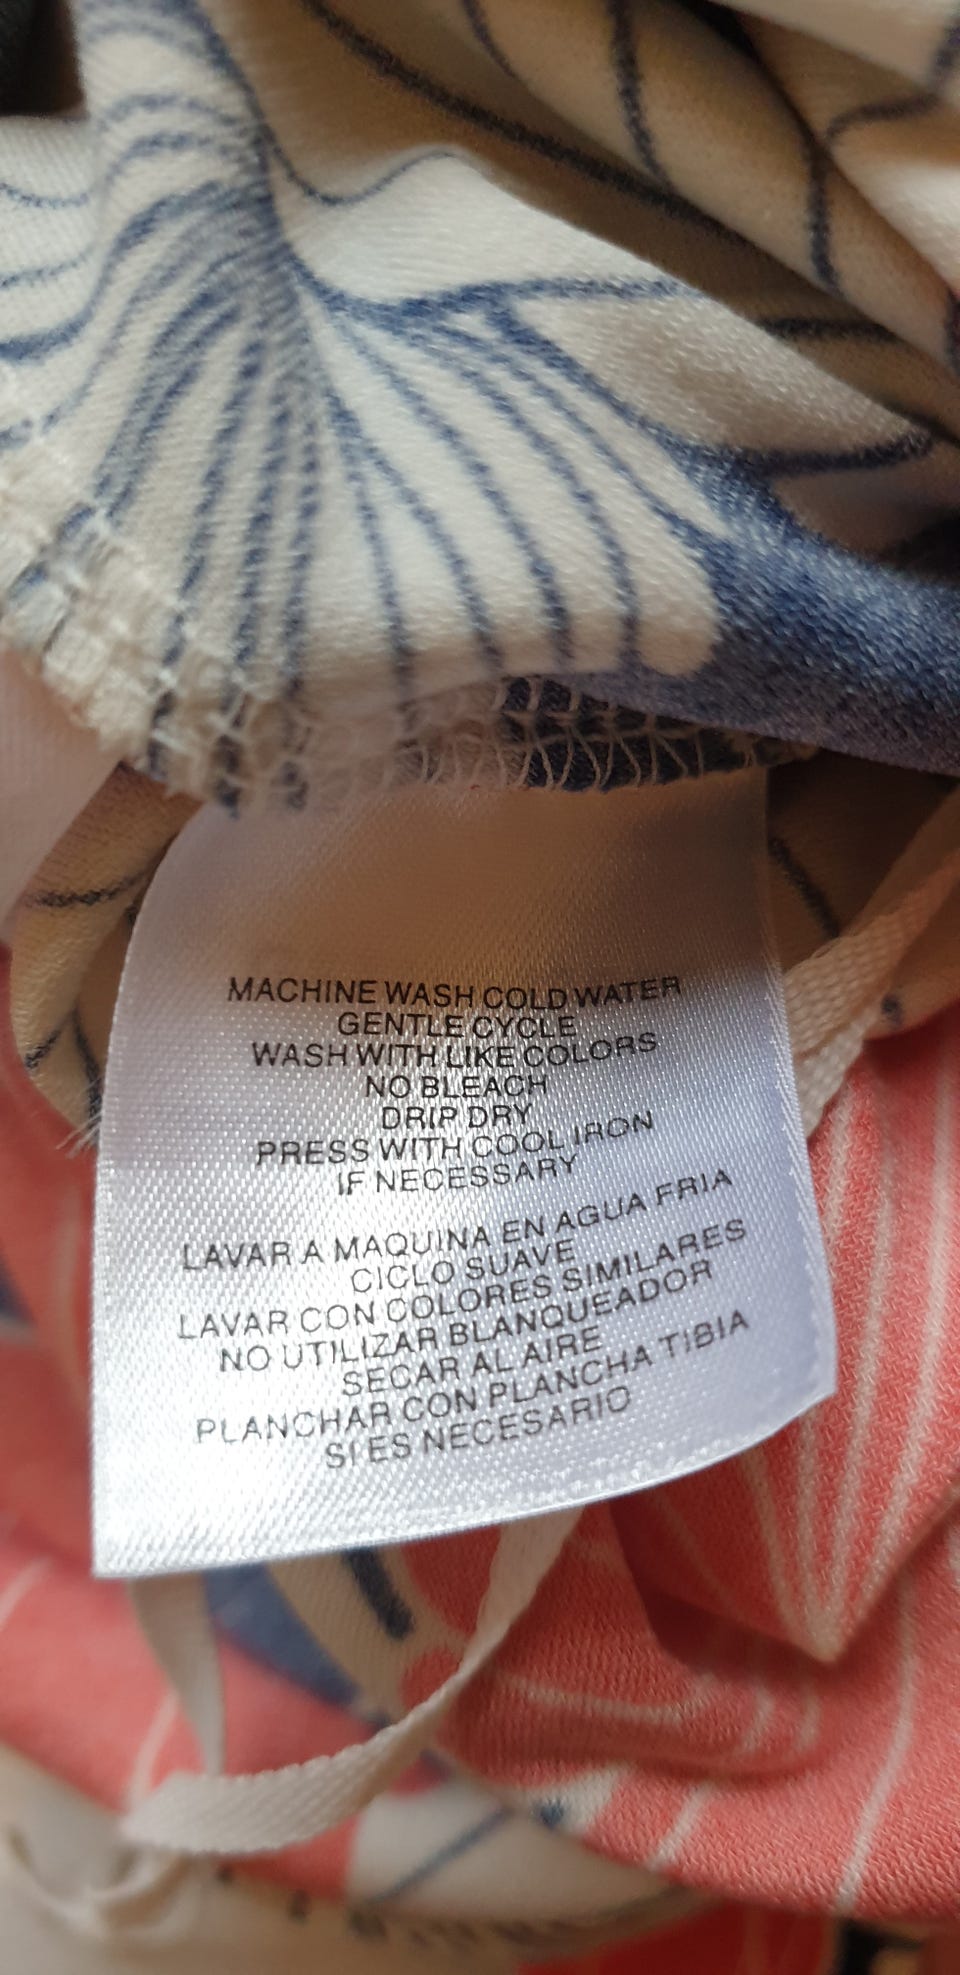 MACHINE WASH COLD WATER
GENTLE CYCLE
WASH WITH LIKE COLORS
NO BLEACH
DRIP DRY
PRESS WITH COOL IRON
IF NECESSARY
LAVAR A MAQUINA EN AGUA FRIA
CICLO SUAVE
LAVAR CON COLORES SIMILARES
NO UTILIZAR BLANQUEADOR
SECAR AL AIRE
PLANCHAR CON PLANCHA TIBIA
SI ES NECESARIO